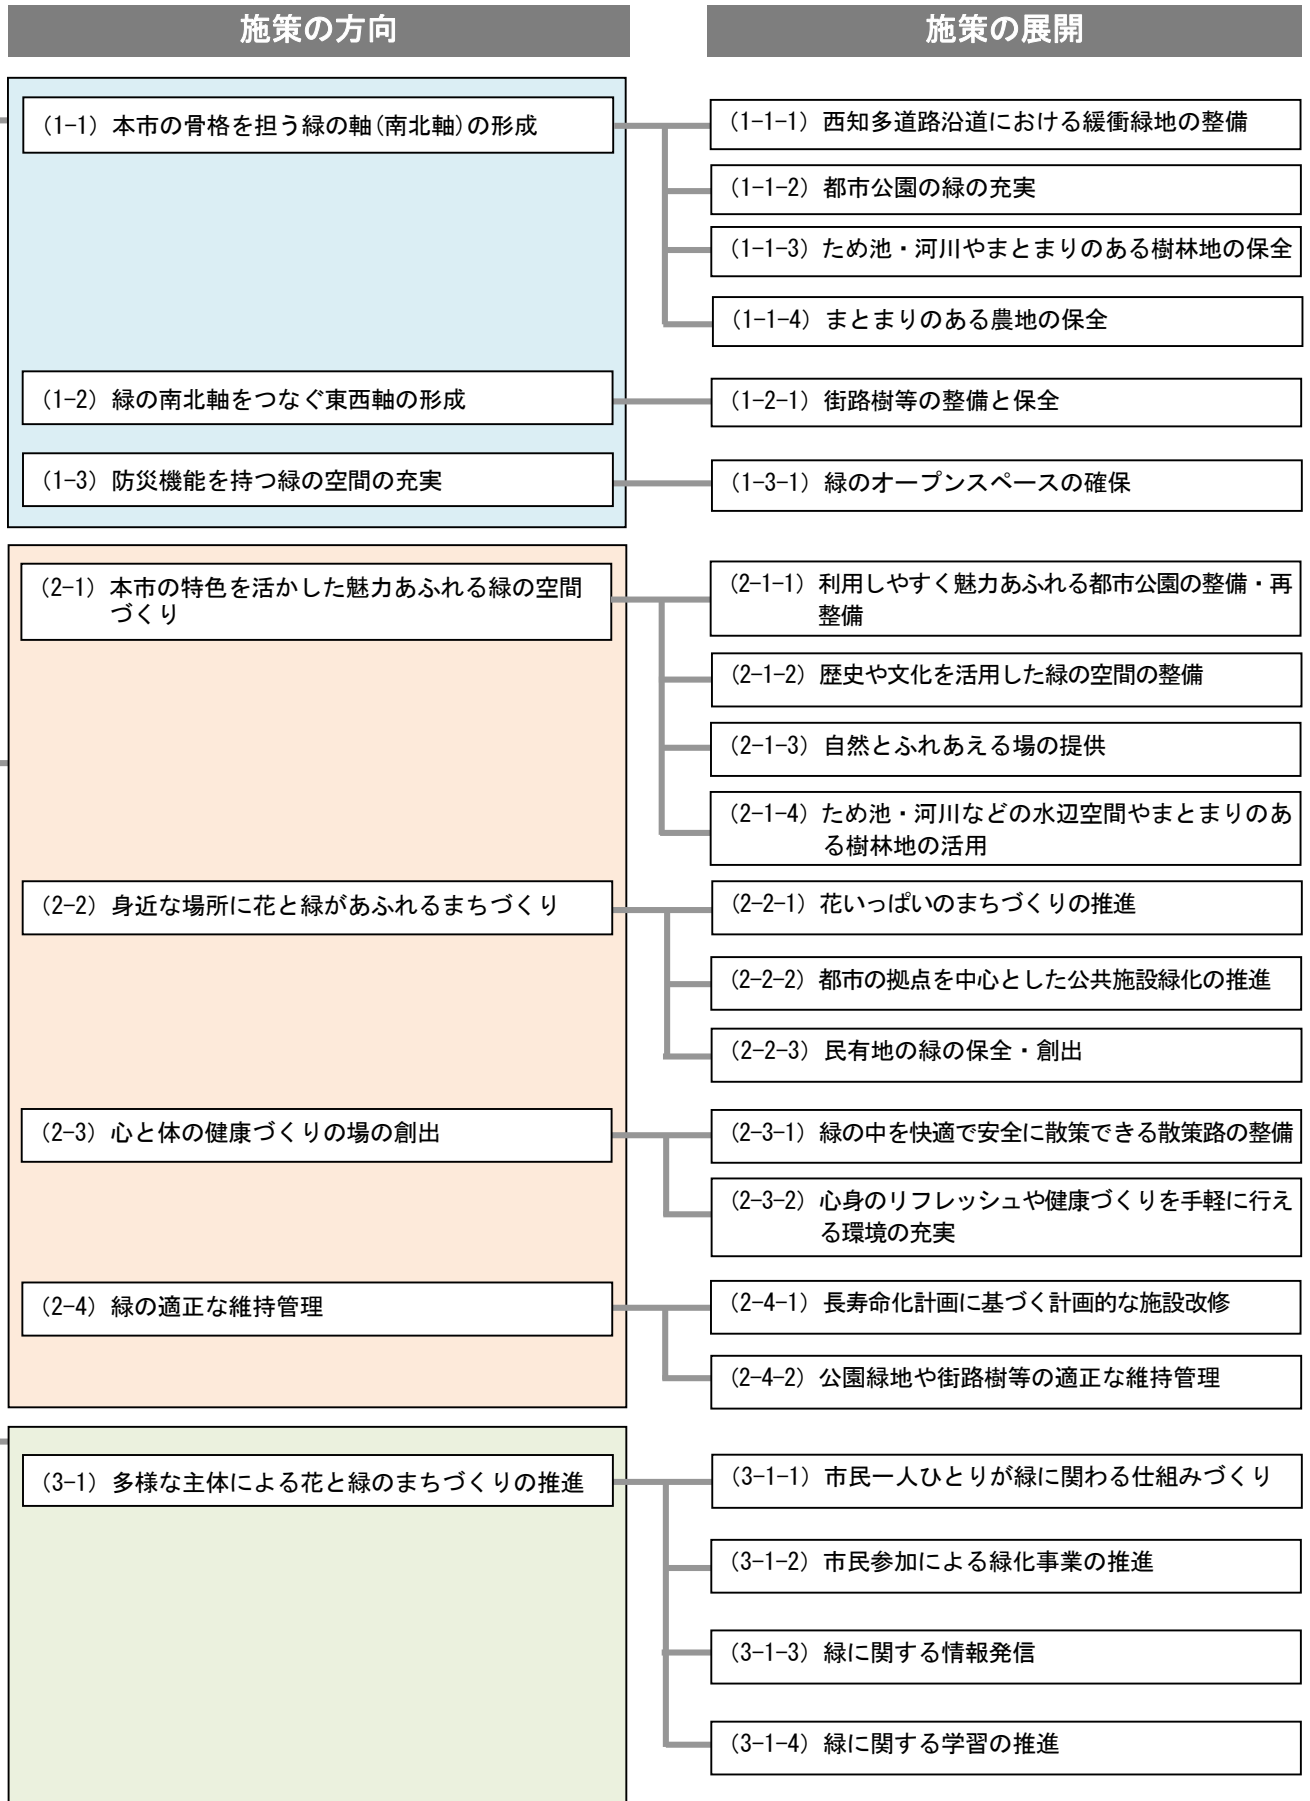 施策の方向
施策の展開
(1-1) 本市の骨格を担う緑の軸(南北軸)の形成
(1-1-1) 西知多道路沿道における緩衝緑地の整備
(1-1-2) 都市公園の緑の充実
(1-1-3) ため池・河川やまとまりのある樹林地の保全
(1-1-4) まとまりのある農地の保全
(1-2) 緑の南北軸をつなぐ東西軸の形成
(1-2-1) 街路樹等の整備と保全
(1-3) 防災機能を持つ緑の空間の充実
(1-3-1) 緑のオープンスペースの確保
(2-1) 本市の特色を活かした魅力あふれる緑の空間
づくり
(2-1-1) 利用しやすく魅力あふれる都市公園の整備・再
整備
(2-1-2) 歴史や文化を活用した緑の空間の整備
(2-1-3) 自然とふれあえる場の提供
(2-1-4) ため池・河川などの水辺空間やまとまりのあ
る樹林地の活用
(2-2) 身近な場所に花と緑があふれるまちづくり
(2-2-1) 花いっぱいのまちづくりの推進
(2-2-2) 都市の拠点を中心とした公共施設緑化の推進
(2-2-3) 民有地の緑の保全・創出
(2-3) 心と体の健康づくりの場の創出
(2-3-1) 緑の中を快適で安全に散策できる散策路の整備
(2-3-2) 心身のリフレッシュや健康づくりを手軽に行え
る環境の充実
(2-4) 緑の適正な維持管理
(2-4-1) 長寿命化計画に基づく計画的な施設改修
(2-4-2) 公園緑地や街路樹等の適正な維持管理
(3-1) 多様な主体による花と緑のまちづくりの推進
(3-1-1) 市民一人ひとりが緑に関わる仕組みづくり
(3-1-2) 市民参加による緑化事業の推進
(3-1-3) 緑に関する情報発信
(3-1-4) 緑に関する学習の推進